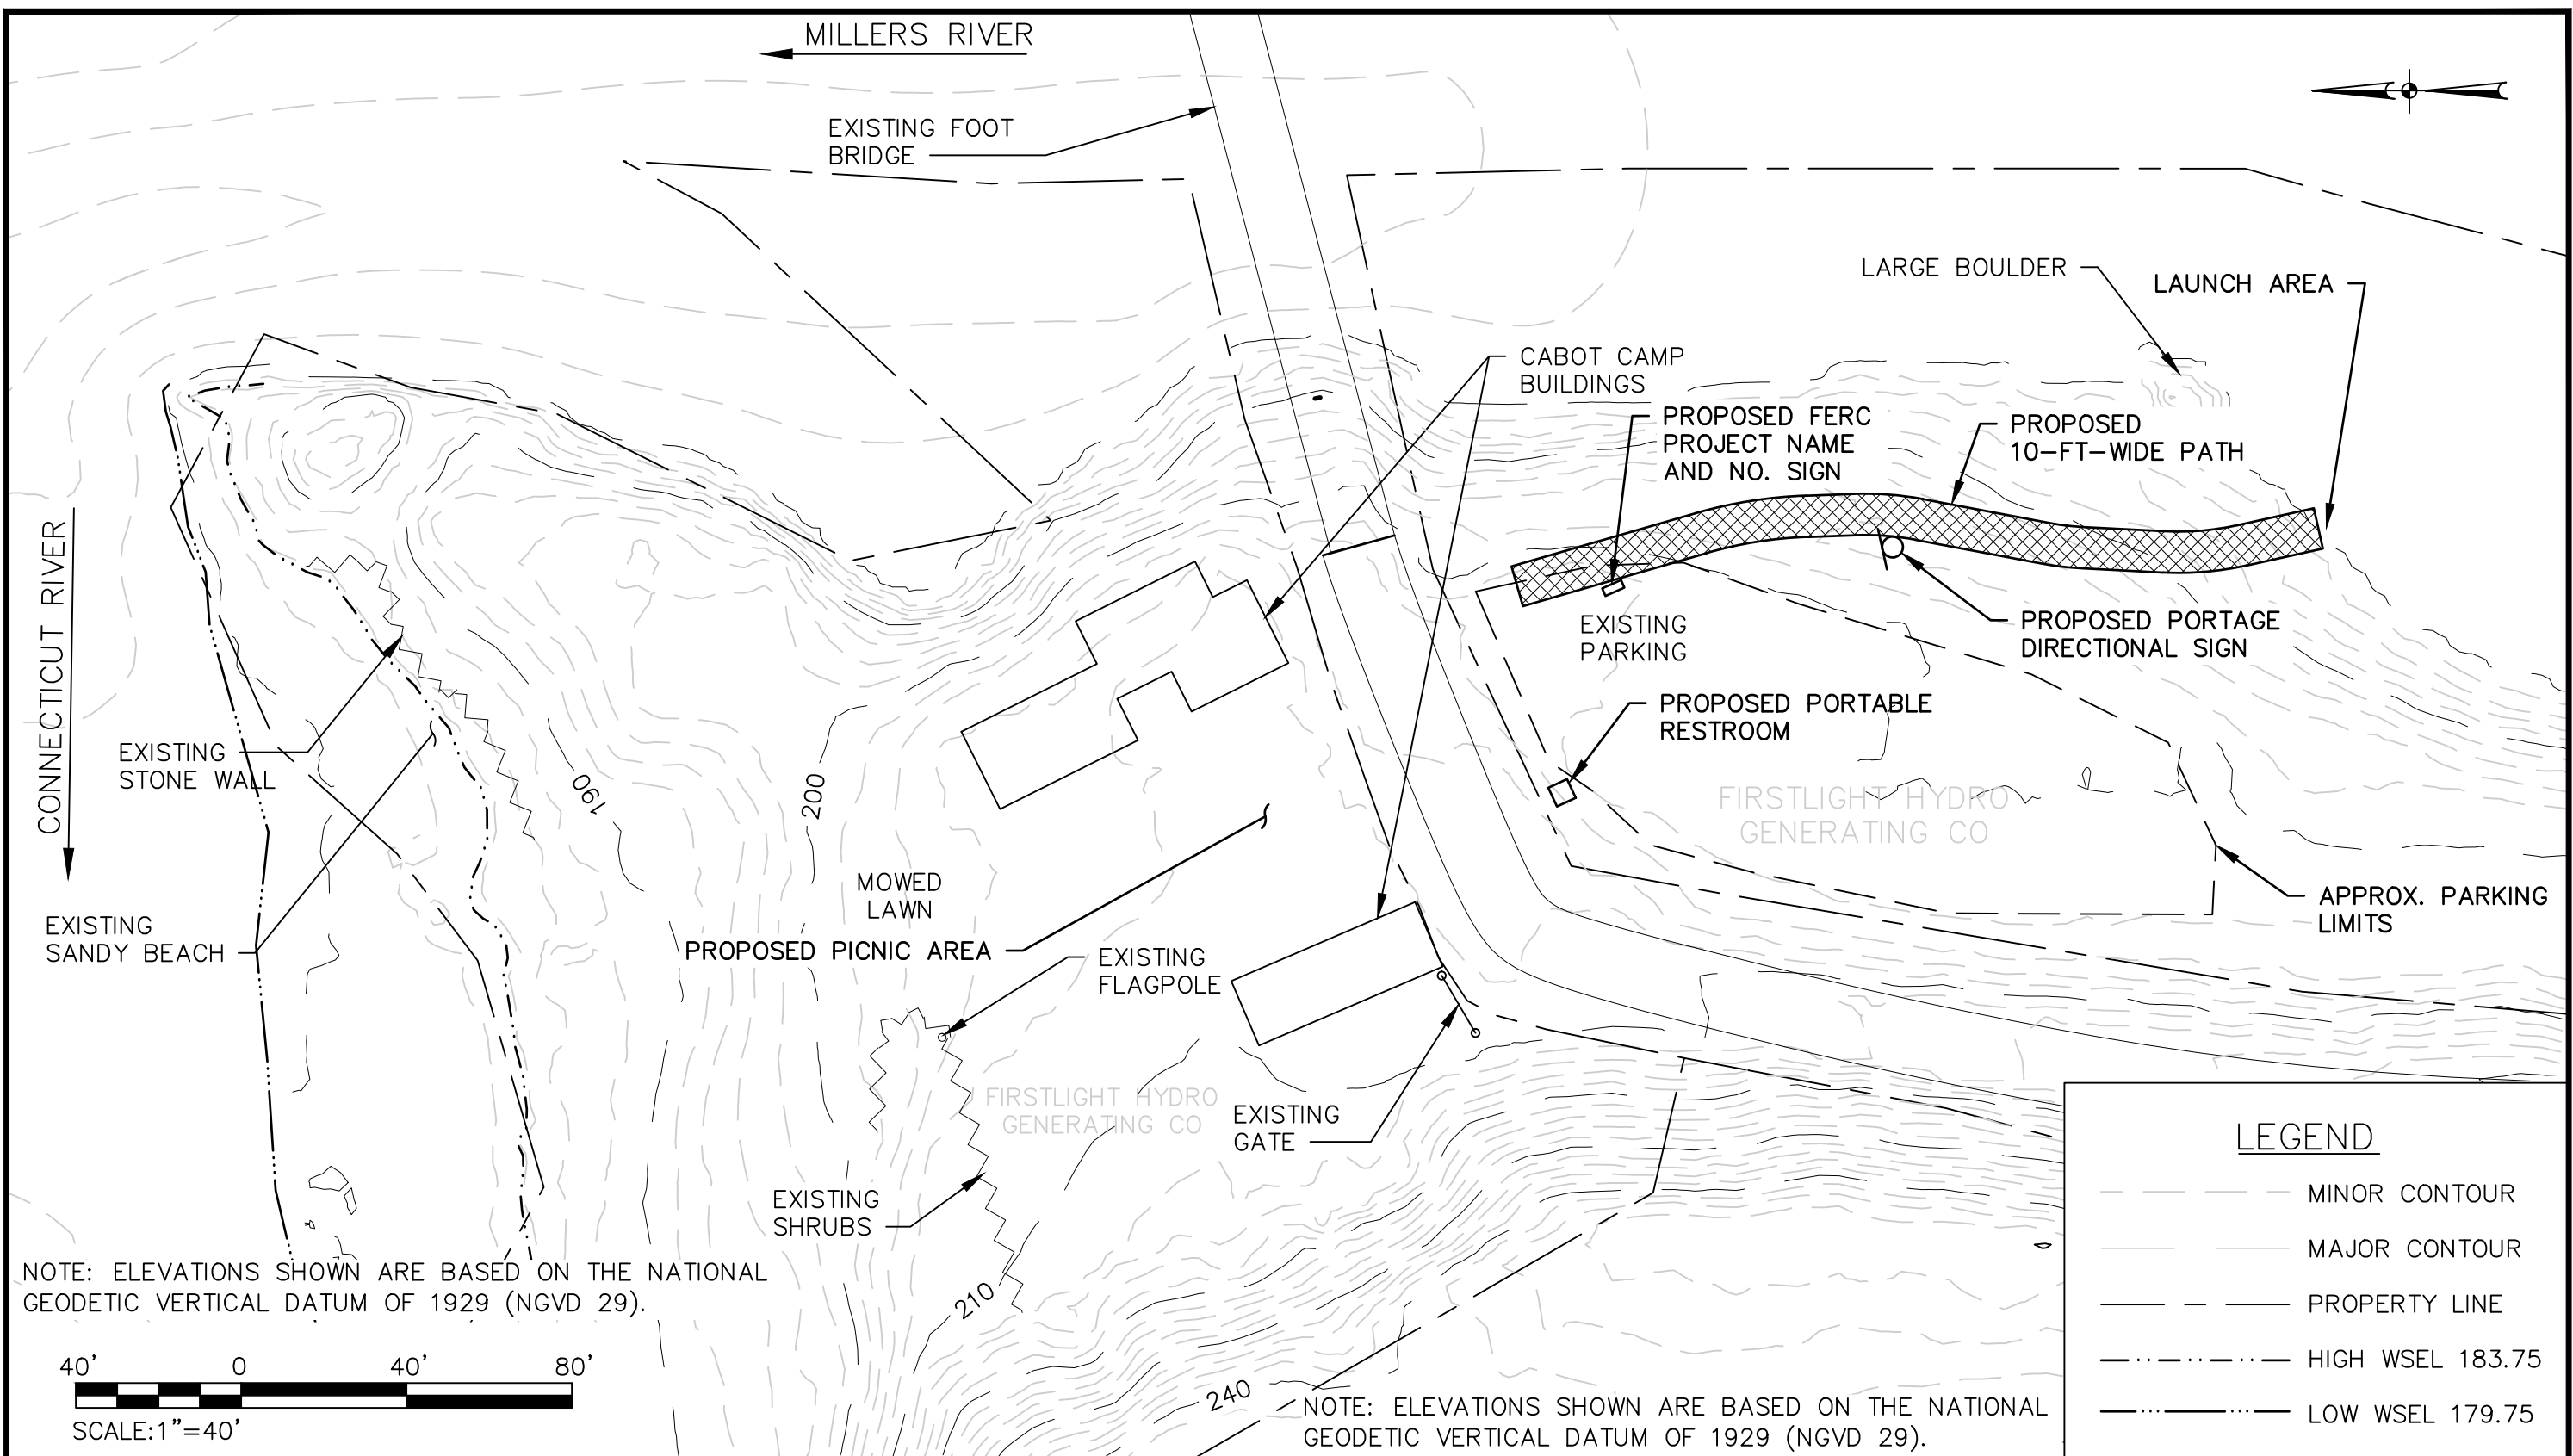 MILLERS RIVER
EXISTING FOOT
BRIDGE
LARGE BOULDER
LAUNCH AREA
CABOT CAMP
BUILDINGS
PROPOSED FERC
PROJECT NAME
AND NO. SIGN
PROPOSED
10-FT-WIDE PATH
CONNECTICUT RIVER
EXISTING
PARKING
PROPOSED PORTAGE
DIRECTIONAL SIGN
PROPOSED PORTABLE
RESTROOM
EXISTING
STONE WALL
190
200
FIRSTLIGHT HYDRO
GENERATING CO
MOWED
LAWN
EXISTING
SANDY BEACH
PROPOSED PICNIC AREA
EXISTING
FLAGPOLE
APPROX. PARKING
LIMITS
FIRSTLIGHT HYDRO
GENERATING CO
EXISTING
GATE
EXISTING
SHRUBS
210
240
NOTE: ELEVATIONS SHOWN ARE BASED ON THE NATIONAL
GEODETIC VERTICAL DATUM OF 1929 (NGVD 29).
40' 0 40' 80'
SCALE:1"=40'
NOTE: ELEVATIONS SHOWN ARE BASED ON THE NATIONAL
GEODETIC VERTICAL DATUM OF 1929 (NGVD 29).
LEGEND
MINOR CONTOUR
MAJOR CONTOUR
PROPERTY LINE
HIGH WSEL 183.75
LOW WSEL 179.75